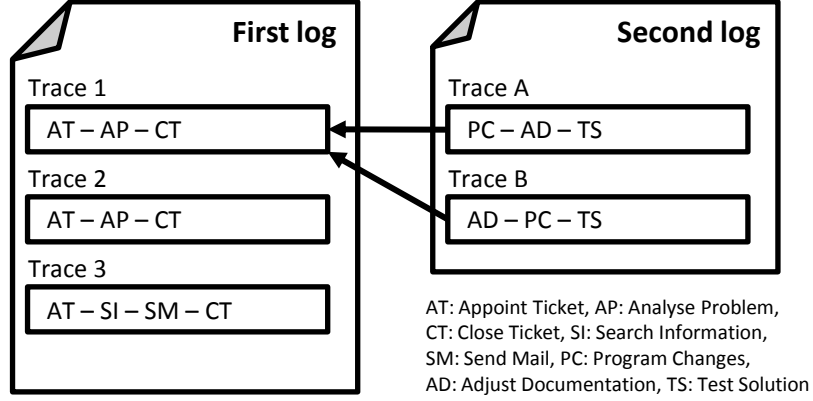 First log
Trace 1
AT – AP – CT
Trace 2
AT – AP – CT
Trace 3
AT – SI – SM – CT
Second log
Trace A
PC – AD – TS
Trace B
AD – PC – TS
AT: Appoint Ticket, AP: Analyse Problem,
CT: Close Ticket, SI: Search Information,
SM: Send Mail, PC: Program Changes,
AD: Adjust Documentation, TS: Test Solution